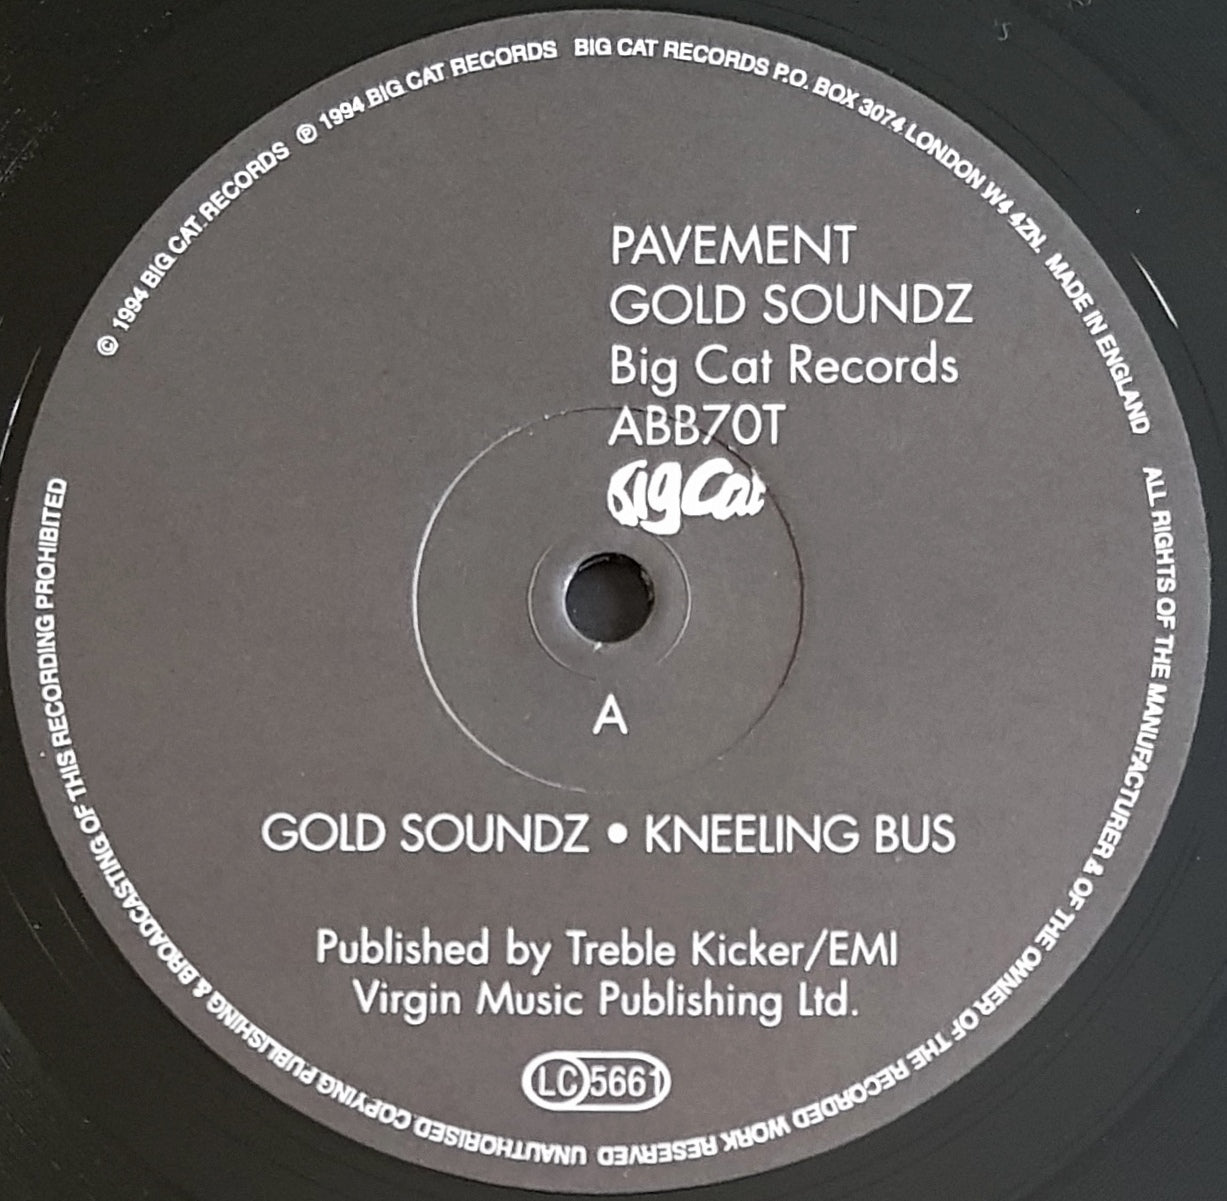 © 1994 BIG CAT RECORDS ℗ 1994 BIG CAT RECORDS BIG CAT RECORDS P.O. BOX 3074 LONDON W4 4ZN. MADE IN ENGLAND
ALL RIGHTS OF THE MANUFACTURER & OF THE OWNER OF THE RECORDED WORK RESERVED UNAUTHORISED COPYING PUBLISHING & BROADCASTING OF THIS RECORDING PROHIBITED
PAVEMENT
GOLD SOUNDZ
Big Cat Records
ABB70T
Big Cat
A
GOLD SOUNDZ • KNEELING BUS
Published by Treble Kicker/EMI
Virgin Music Publishing Ltd.
LC 5661